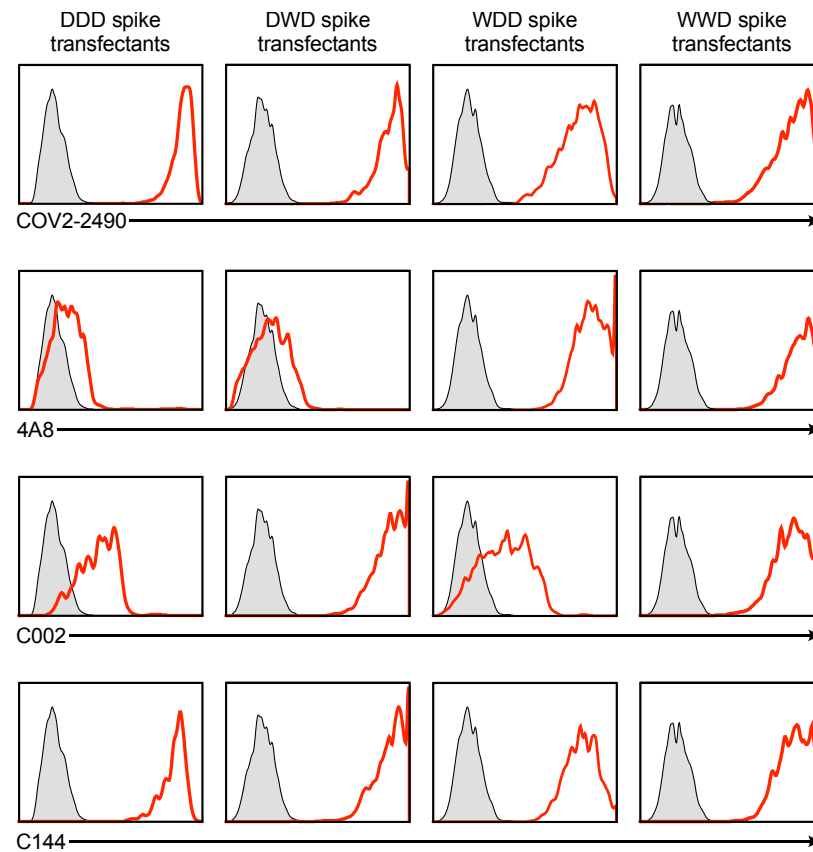 DDD spike
transfectants
DWD spike
transfectants
WDD spike
transfectants
WWD spike
transfectants
COV2-2490
4A8
C002
C144